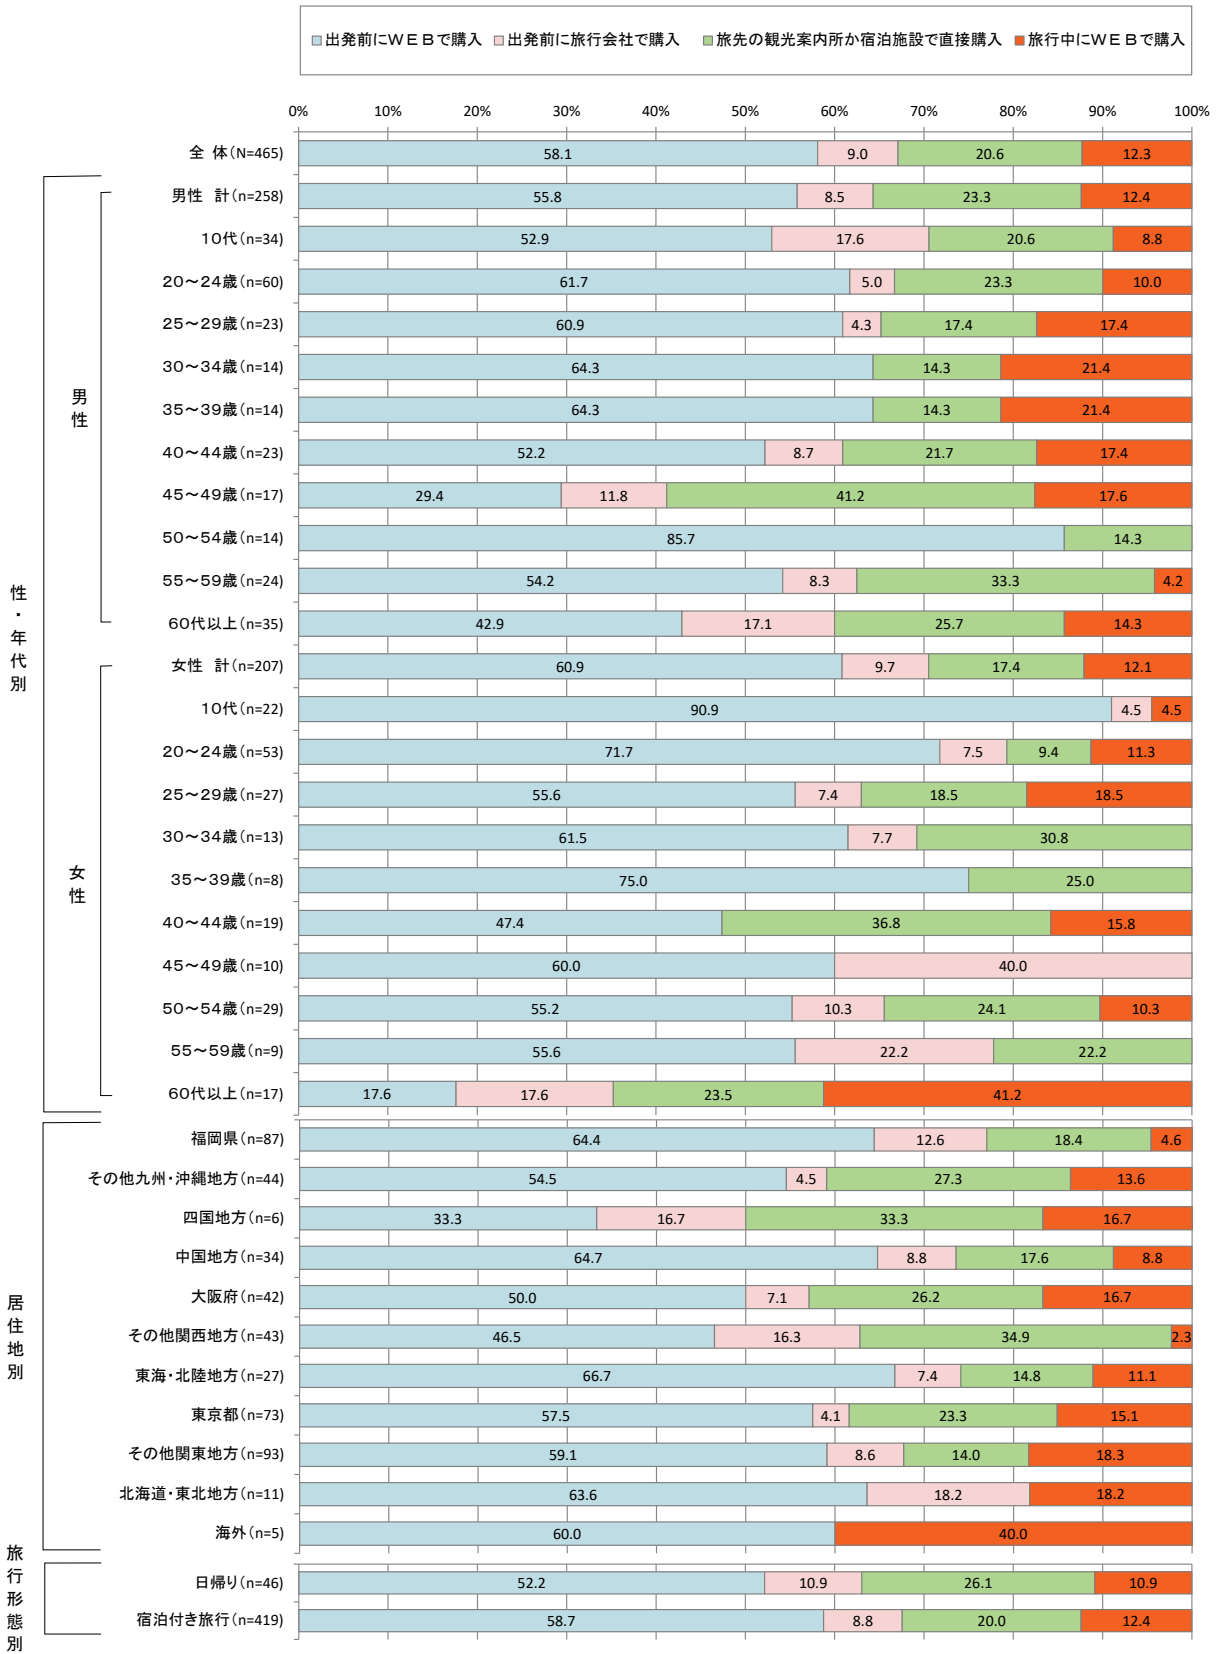 出発前にWEBで購入 出発前に旅行会社で購入 旅先の観光案内所か宿泊施設で直接購入 旅行中にWEBで購入
0% 10% 20% 30% 40% 50% 60% 70% 80% 90% 100%
全 体(N=465) 58.1 9.0 20.6 12.3
性・年代別
男性
男性 計(n=258) 55.8 8.5 23.3 12.4
10代(n=34) 52.9 17.6 20.6 8.8
20～24歳(n=60) 61.7 5.0 23.3 10.0
25～29歳(n=23) 60.9 4.3 17.4 17.4
30～34歳(n=14) 64.3 14.3 21.4
35～39歳(n=14) 64.3 14.3 21.4
40～44歳(n=23) 52.2 8.7 21.7 17.4
45～49歳(n=17) 29.4 11.8 41.2 17.6
50～54歳(n=14) 85.7 14.3
55～59歳(n=24) 54.2 8.3 33.3 4.2
60代以上(n=35) 42.9 17.1 25.7 14.3
女性
女性 計(n=207) 60.9 9.7 17.4 12.1
10代(n=22) 90.9 4.5 4.5
20～24歳(n=53) 71.7 7.5 9.4 11.3
25～29歳(n=27) 55.6 7.4 18.5 18.5
30～34歳(n=13) 61.5 7.7 30.8
35～39歳(n=8) 75.0 25.0
40～44歳(n=19) 47.4 36.8 15.8
45～49歳(n=10) 60.0 40.0
50～54歳(n=29) 55.2 10.3 24.1 10.3
55～59歳(n=9) 55.6 22.2 22.2
60代以上(n=17) 17.6 17.6 23.5 41.2
居住地別
福岡県(n=87) 64.4 12.6 18.4 4.6
その他九州・沖縄地方(n=44) 54.5 4.5 27.3 13.6
四国地方(n=6) 33.3 16.7 33.3 16.7
中国地方(n=34) 64.7 8.8 17.6 8.8
大阪府(n=42) 50.0 7.1 26.2 16.7
その他関西地方(n=43) 46.5 16.3 34.9 2.3
東海・北陸地方(n=27) 66.7 7.4 14.8 11.1
東京都(n=73) 57.5 4.1 23.3 15.1
その他関東地方(n=93) 59.1 8.6 14.0 18.3
北海道・東北地方(n=11) 63.6 18.2 18.2
海外(n=5) 60.0 40.0
旅行形態別
日帰り(n=46) 52.2 10.9 26.1 10.9
宿泊付き旅行(n=419) 58.7 8.8 20.0 12.4